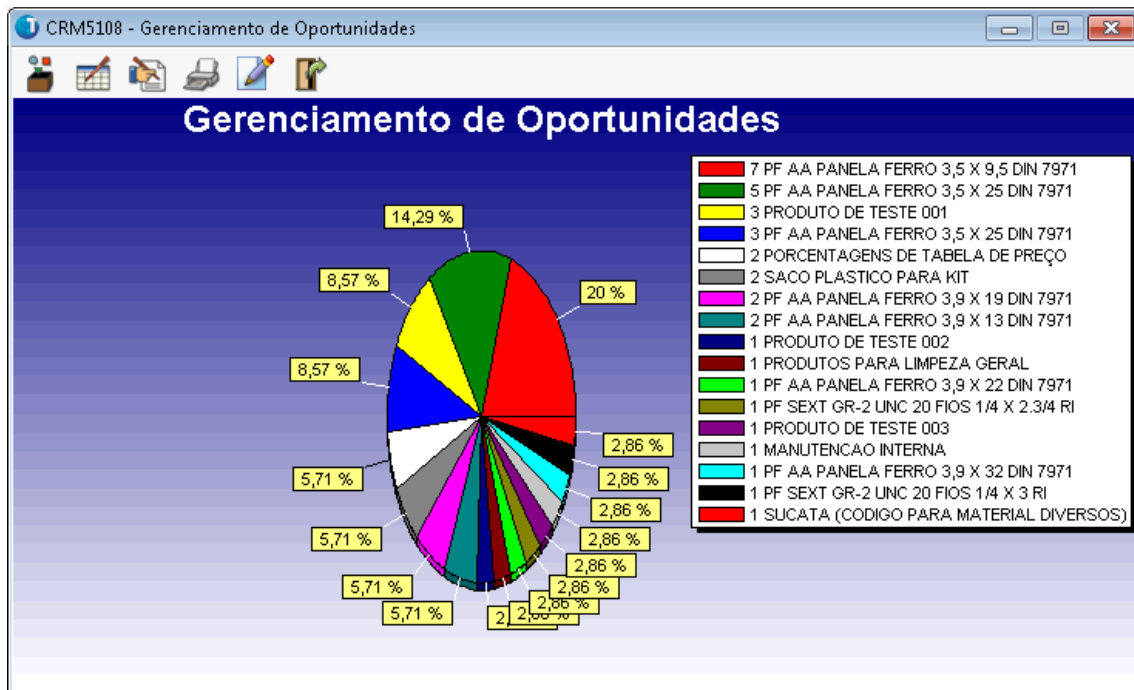 CRM5108 - Gerenciamento de Oportunidades
Gerenciamento de Oportunidades
7 PF AA PANELA FERRO 3,5 X 9,5 DIN 7971
5 PF AA PANELA FERRO 3,5 X 25 DIN 7971
3 PRODUTO DE TESTE 001
3 PF AA PANELA FERRO 3,5 X 25 DIN 7971
2 PORCENTAGENS DE TABELA DE PREÇO
2 SACO PLASTICO PARA KIT
2 PF AA PANELA FERRO 3,9 X 19 DIN 7971
2 PF AA PANELA FERRO 3,9 X 13 DIN 7971
1 PRODUTO DE TESTE 002
1 PRODUTOS PARA LIMPEZA GERAL
1 PF AA PANELA FERRO 3,9 X 22 DIN 7971
1 PF SEXT GR-2 UNC 20 FIOS 1/4 X 2.3/4 RI
1 PRODUTO DE TESTE 003
1 MANUTENCAO INTERNA
1 PF AA PANELA FERRO 3,9 X 32 DIN 7971
1 PF SEXT GR-2 UNC 20 FIOS 1/4 X 3 RI
1 SUCATA (CODIGO PARA MATERIAL DIVERSOS)
20 %
14,29 %
8,57 %
8,57 %
5,71 %
5,71 %
5,71 %
5,71 %
2,86 %
2,86 %
2,86 %
2,86 %
2,86 %
2,86 %
2,86 %